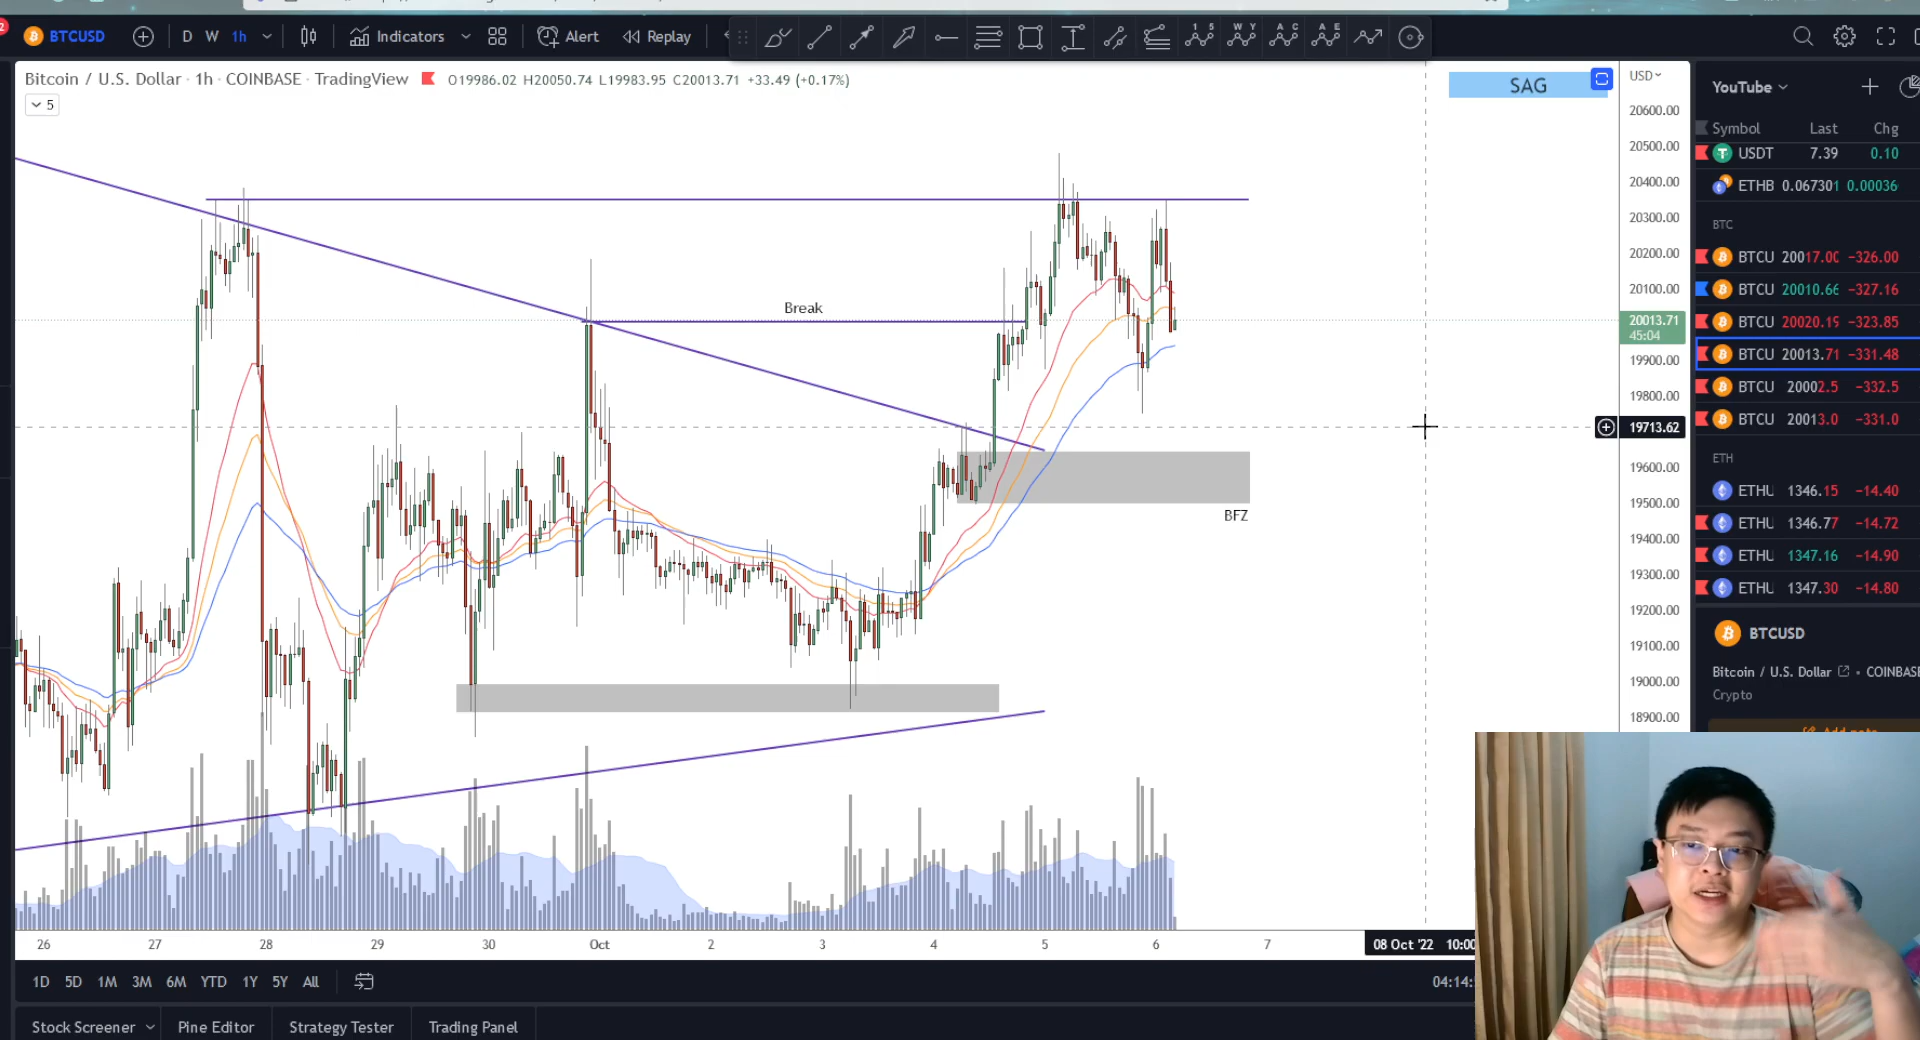 2
BTCUSD
D W 1h
Indicators
Alert
Replay
1 5
W Y
A C
A E
Bitcoin / U.S. Dollar · 1h · COINBASE · TradingView
O19986.02 H20050.74 L19983.95 C20013.71 +33.49 (+0.17%)
5
SAG
USD
20600.00
20500.00
20400.00
20300.00
20200.00
20100.00
20013.71
45:04
19900.00
19800.00
19713.62
19600.00
19500.00
19400.00
19300.00
19200.00
19100.00
19000.00
18900.00
Break
BFZ
26 27 28 29 30 Oct 2 3 4 5 6 7
08 Oct '22 10:00
1D 5D 1M 3M 6M YTD 1Y 5Y All
04:14:
Stock Screener
Pine Editor
Strategy Tester
Trading Panel
YouTube
Symbol Last Chg
USDT 7.39 0.10
ETHB 0.067301 0.00036
BTC
BTCU 20017.00 −326.00
BTCU 20010.66 −327.16
BTCU 20020.19 −323.85
BTCU 20013.71 −331.48
BTCU 20002.5 −332.5
BTCU 20013.0 −331.0
ETH
ETHU 1346.15 −14.40
ETHU 1346.77 −14.72
ETHU 1347.16 −14.90
ETHU 1347.30 −14.80
BTCUSD
Bitcoin / U.S. Dollar • COINBASE
Crypto